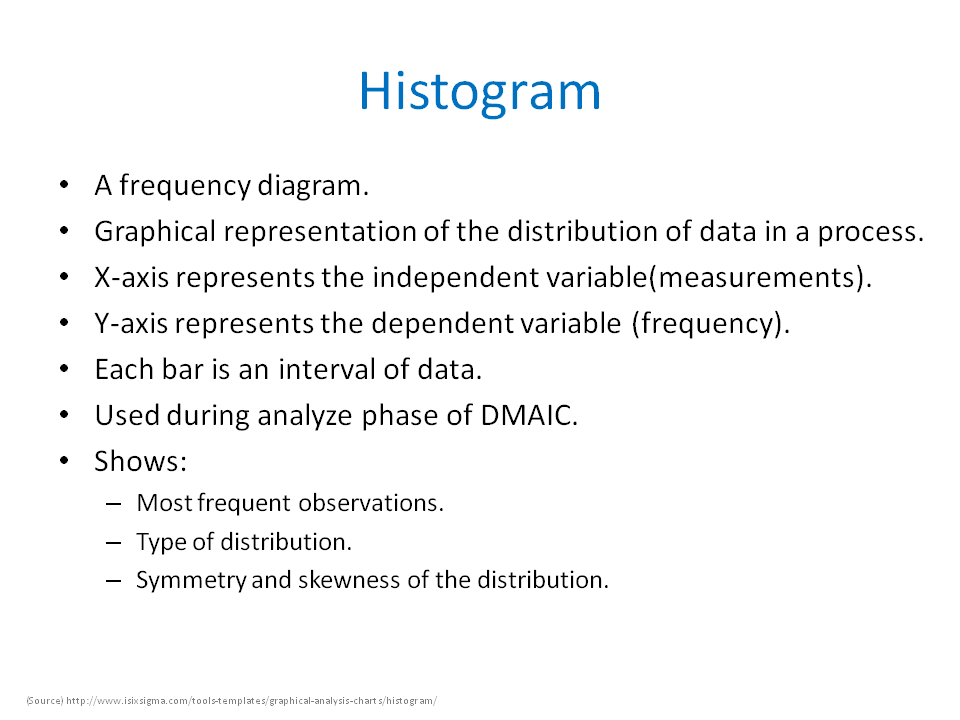 Histogram
• A frequency diagram.
• Graphical representation of the distribution of data in a process.
• X-axis represents the independent variable(measurements).
• Y-axis represents the dependent variable (frequency).
• Each bar is an interval of data.
• Used during analyze phase of DMAIC.
• Shows:
– Most frequent observations.
– Type of distribution.
– Symmetry and skewness of the distribution.
(Source) http://www.isixsigma.com/tools-templates/graphical-analysis-charts/histogram/